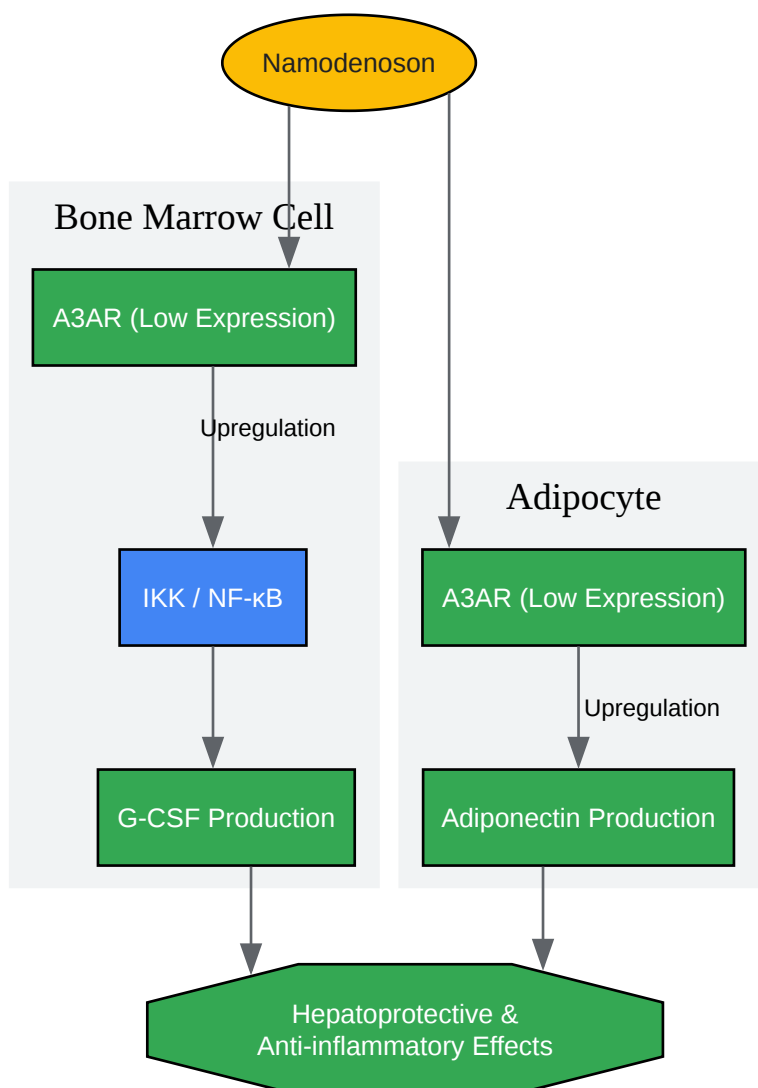 Namodenoson
Bone Marrow Cell
A3AR (Low Expression)
Upregulation
IKK / NF-κB
G-CSF Production
Adipocyte
A3AR (Low Expression)
Upregulation
Adiponectin Production
Hepatoprotective &
Anti-inflammatory Effects